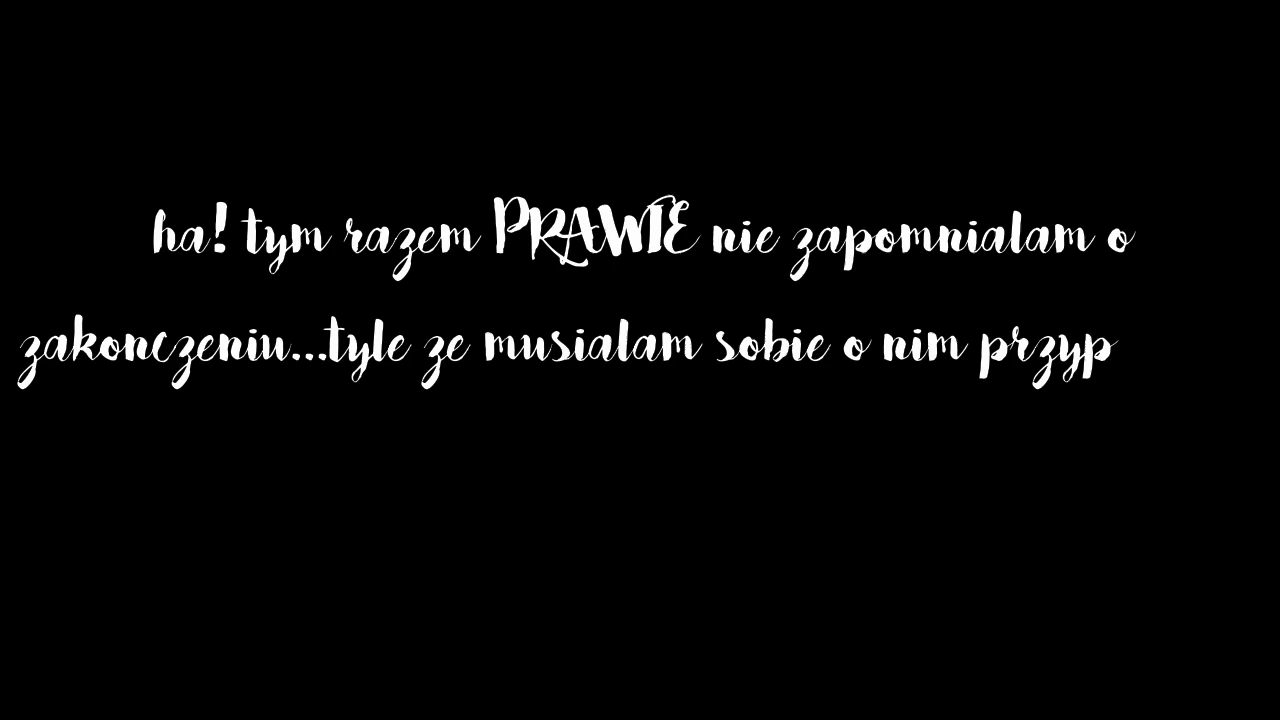 ha! tym razem PRAWIE nie zapomnialam o
zakonczeniu...tyle ze musialam sobie o nim przyp